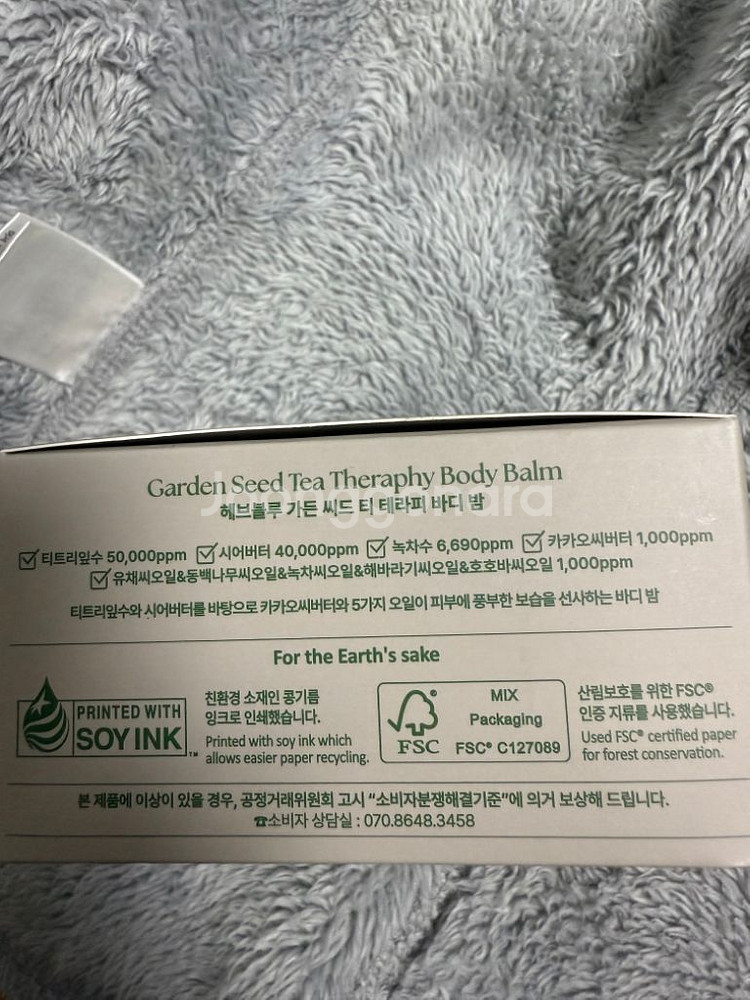 Garden Seed Tea Theraphy Body Balm
헤브블루 가든 씨드 티 테라피 바디 밤
Joonggonara
티트리잎수 50,000ppm 시어버터 40,000ppm 녹차수 6,690ppm 카카오씨버터 1,000ppm
유채씨오일&동백나무씨오일&녹차씨오일&해바라기씨오일&호호바씨오일 1,000ppm
티트리잎수와 시어버터를 바탕으로 카카오씨버터와 5가지 오일이 피부에 풍부한 보습을 선사하는 바디 밤
For the Earth's sake
PRINTED WITH
SOY INK™
친환경 소재인 콩기름
잉크로 인쇄했습니다.
Printed with soy ink which
allows easier paper recycling.
FSC
MIX
Packaging
FSC® C127089
산림보호를 위한 FSC®
인증 지류를 사용했습니다.
Used FSC® certified paper
for forest conservation.
본 제품에 이상이 있을 경우, 공정거래위원회 고시 “소비자분쟁해결기준”에 의거 보상해 드립니다.
☎소비자 상담실 : 070.8648.3458